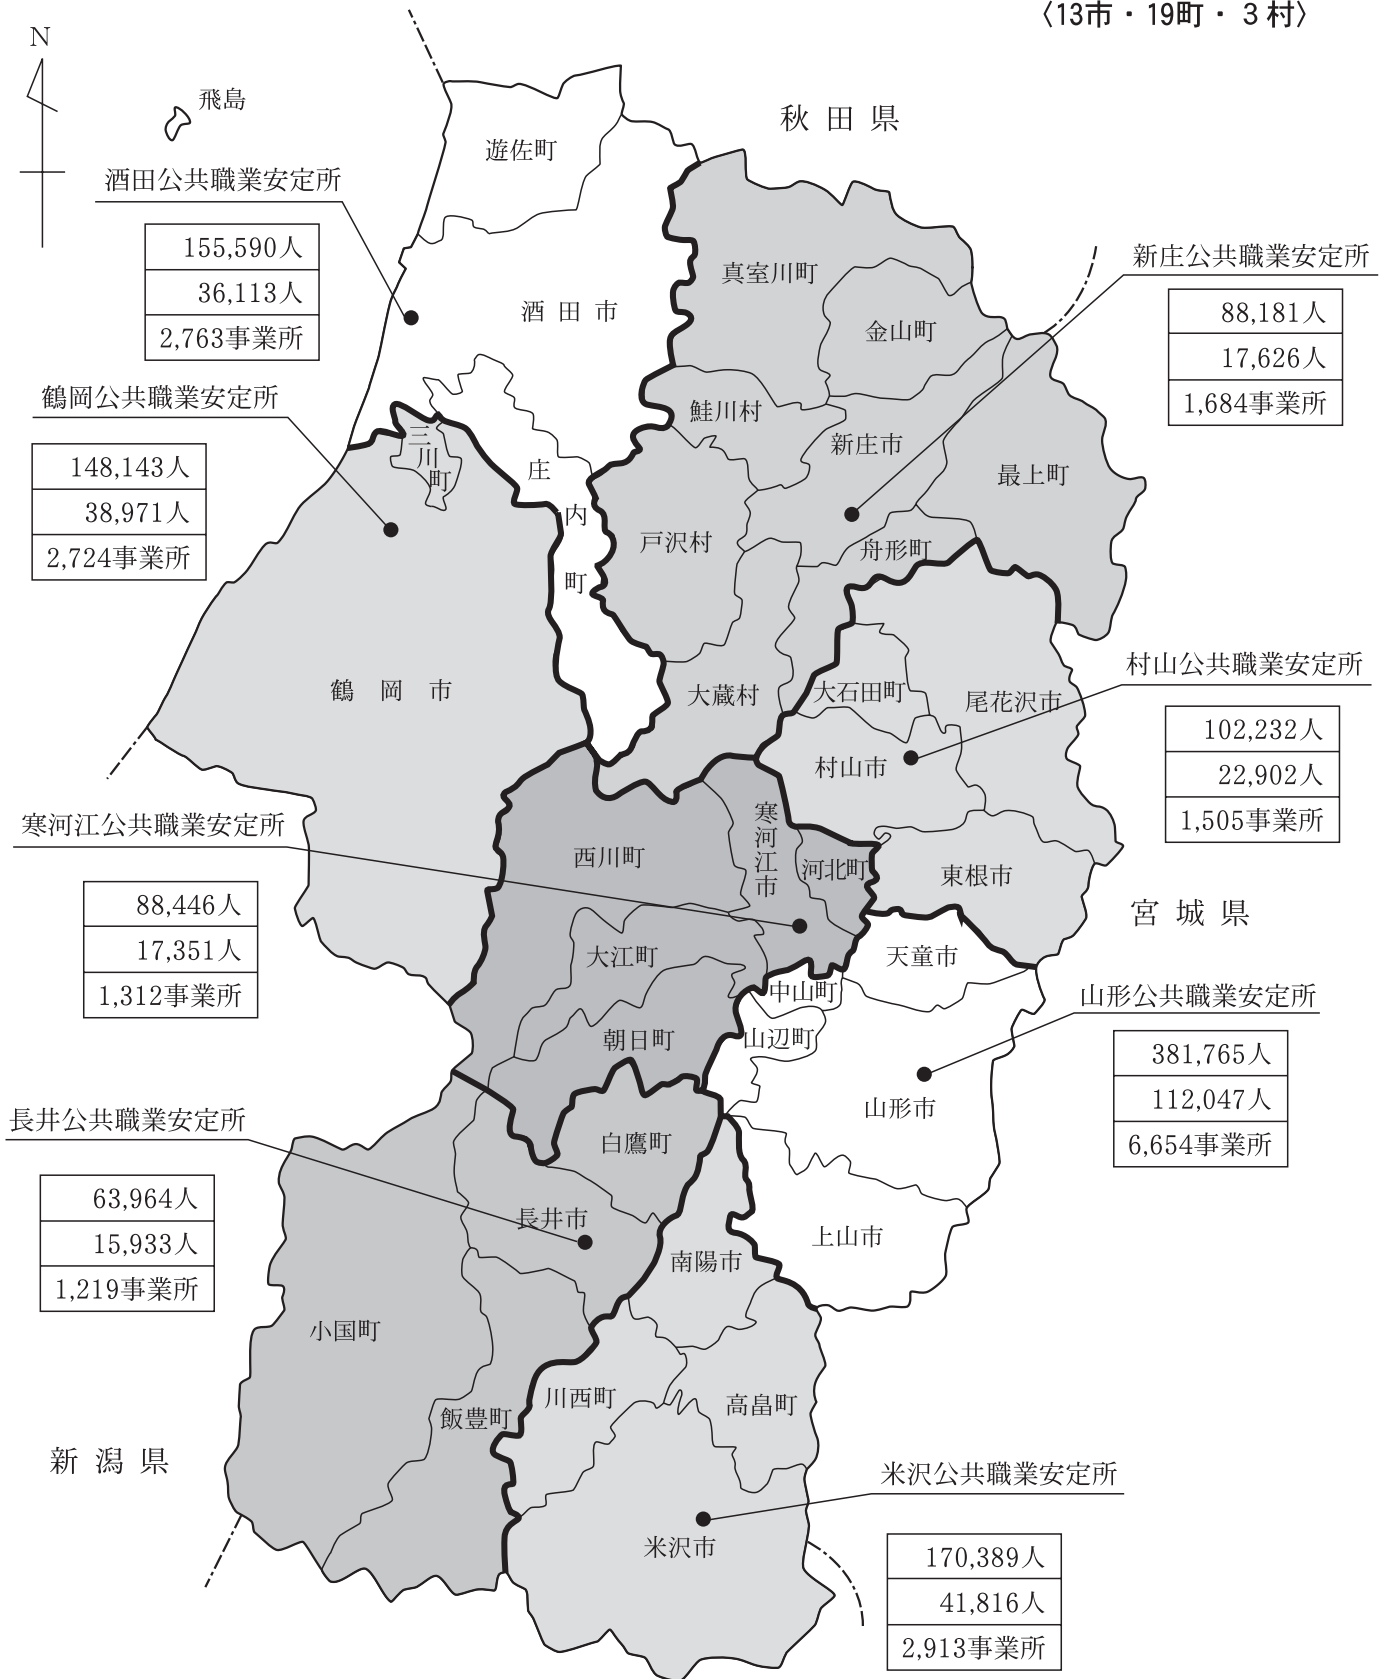 〈13市・19町・3村〉
N
飛島
秋田県
遊佐町
酒田公共職業安定所
155,590人
36,113人
2,763事業所
酒田市
真室川町
金山町
新庄公共職業安定所
88,181人
17,626人
1,684事業所
鶴岡公共職業安定所
148,143人
38,971人
2,724事業所
三川町
庄内町
鮭川村
新庄市
最上町
戸沢村
舟形町
鶴岡市
大蔵村
大石田町
尾花沢市
村山公共職業安定所
102,232人
22,902人
1,505事業所
村山市
寒河江公共職業安定所
88,446人
17,351人
1,312事業所
西川町
寒河江市
河北町
東根市
宮城県
大江町
天童市
中山町
山形公共職業安定所
381,765人
112,047人
6,654事業所
朝日町
山辺町
山形市
長井公共職業安定所
63,964人
15,933人
1,219事業所
白鷹町
長井市
南陽市
上山市
小国町
川西町
高畠町
飯豊町
新潟県
米沢公共職業安定所
170,389人
41,816人
2,913事業所
米沢市